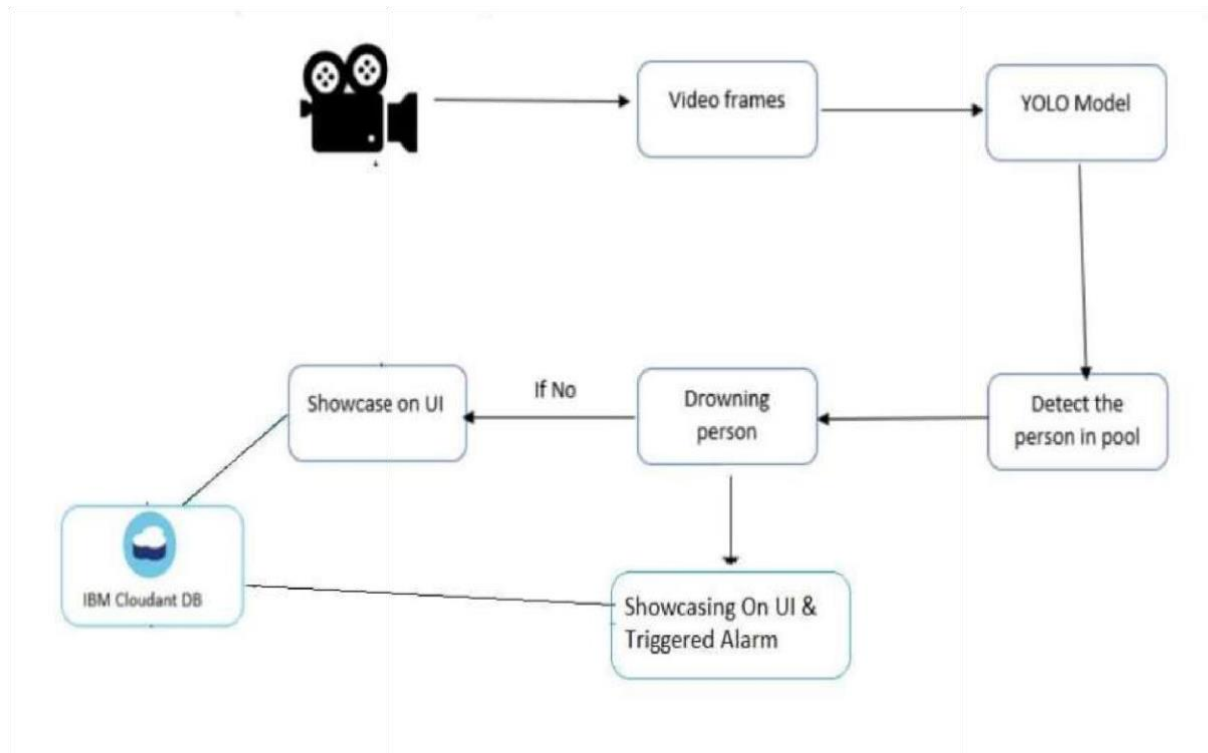 Video frames
YOLO Model
Showcase on UI
If No
Drowning
person
Detect the
person in pool
IBM Cloudant DB
Showcasing On UI &
Triggered Alarm